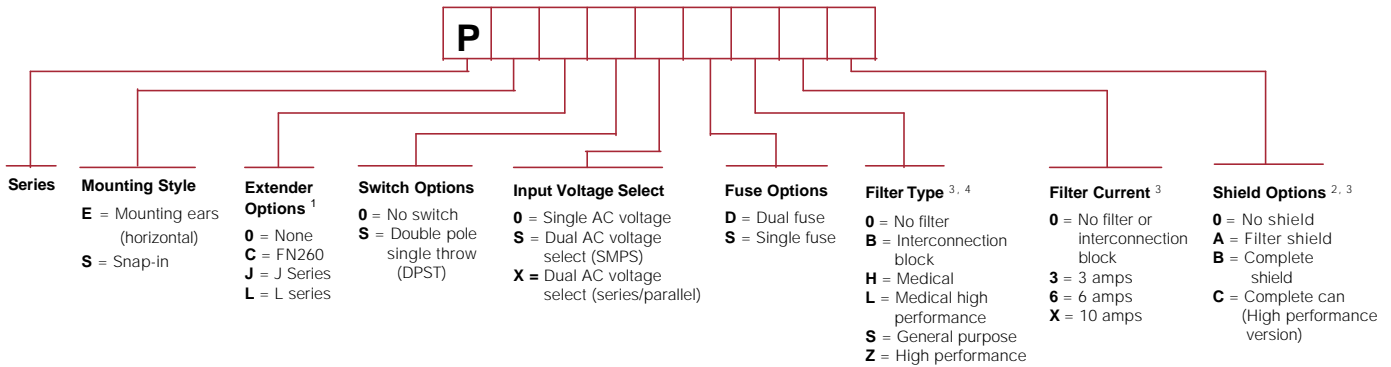 P
Series
Mounting Style
E = Mounting ears
(horizontal)
S = Snap-in
Extender
Options 1
0 = None
C = FN260
J = J Series
L = L series
Switch Options
0 = No switch
S = Double pole
single throw
(DPST)
Input Voltage Select
0 = Single AC voltage
S = Dual AC voltage
select (SMPS)
X = Dual AC voltage
select (series/parallel)
Fuse Options
D = Dual fuse
S = Single fuse
Filter Type 3, 4
0 = No filter
B = Interconnection
block
H = Medical
L = Medical high
performance
S = General purpose
Z = High performance
Filter Current 3
0 = No filter or
interconnection
block
3 = 3 amps
6 = 6 amps
X = 10 amps
Shield Options 2, 3
0 = No shield
A = Filter shield
B = Complete
shield
C = Complete can
(High performance
version)